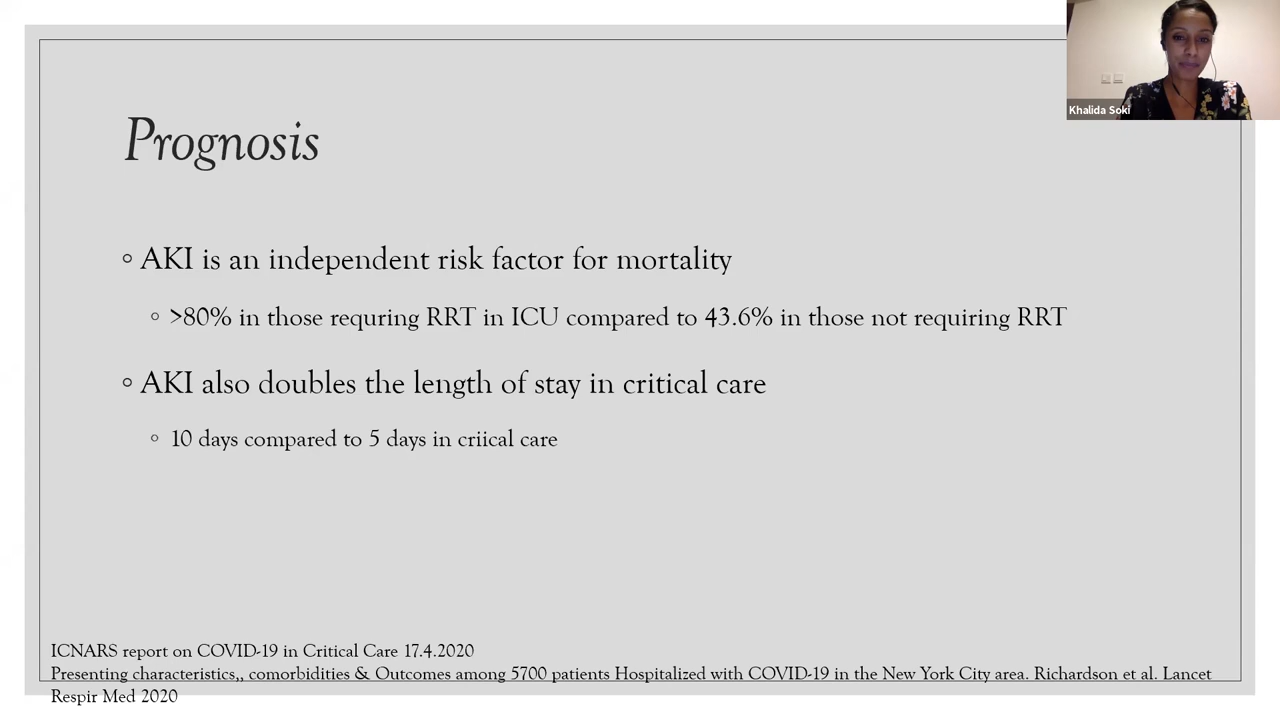 Khalida Soki
Prognosis
◦ AKI is an independent risk factor for mortality
◦ >80% in those requring RRT in ICU compared to 43.6% in those not requiring RRT
◦ AKI also doubles the length of stay in critical care
◦ 10 days compared to 5 days in criical care
ICNARS report on COVID-19 in Critical Care 17.4.2020
Presenting characteristics,, comorbidities & Outcomes among 5700 patients Hospitalized with COVID-19 in the New York City area. Richardson et al. Lancet
Respir Med 2020